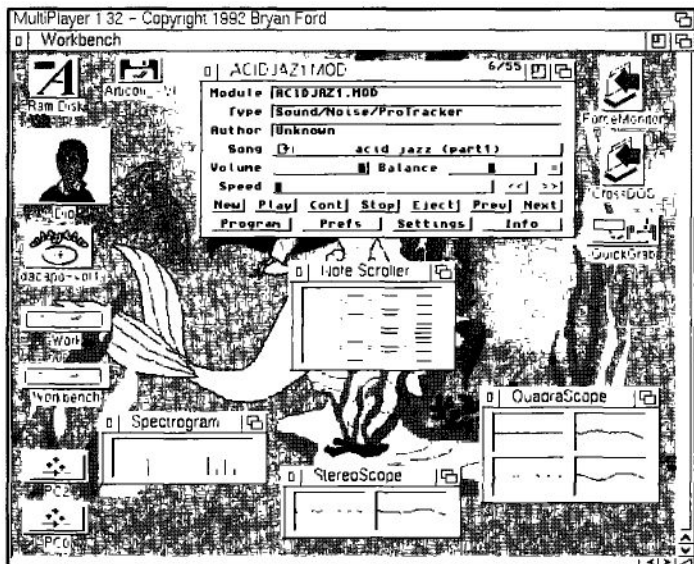 MultiPlayer 1.32 - Copyright 1992 Bryan Ford
Workbench
Ram Disk
ACIDJAZ1.MOD
6/55
Module ACIDJAZ1.MOD
Type Sound/Noise/ProTracker
Author Unknown
Song acid jazz (part1)
Volume Balance =
Speed << >>
New Play Cont Stop Eject Prev Next
Program Prefs Settings Info
ForceMonitor
CrossDOS
QuickGrab
Note Scroller
Work
Workbench
Spectrogram
QuadraScope
StereoScope
PC2
PC0